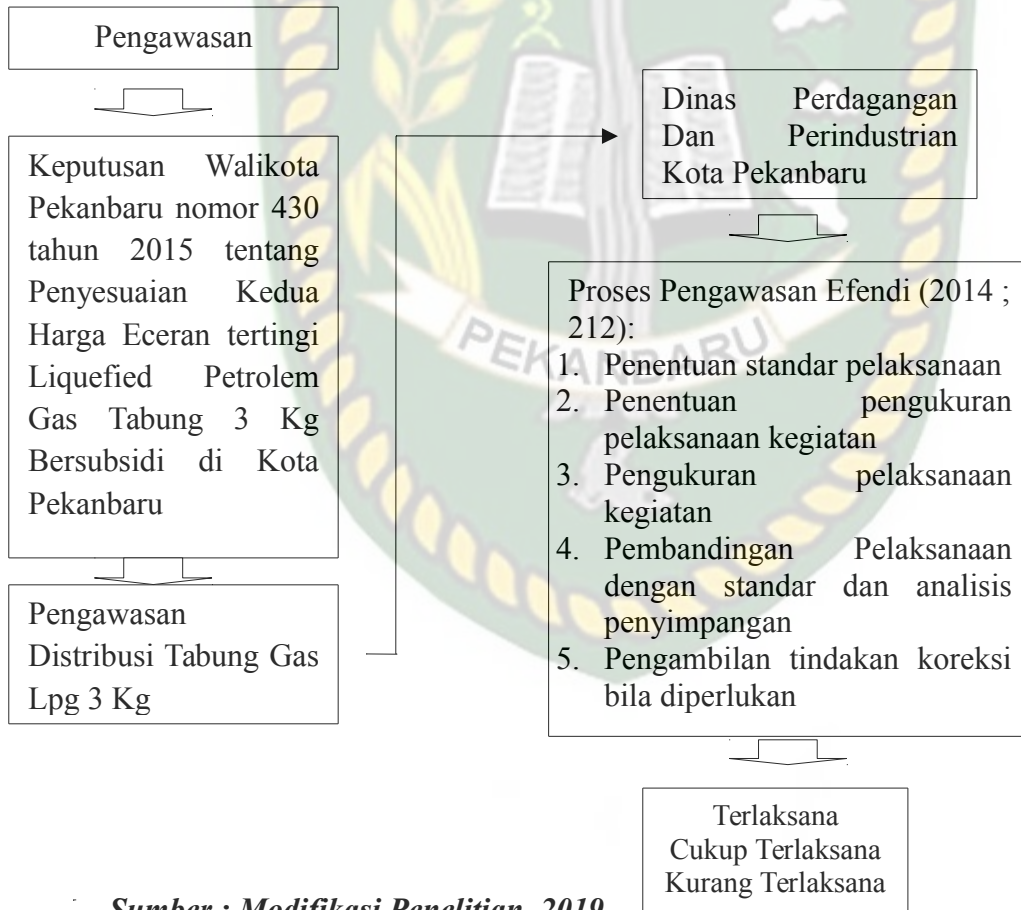 Pengawasan
Keputusan Walikota
Pekanbaru nomor 430
tahun 2015 tentang
Penyesuaian Kedua
Harga Eceran tertingi
Liquefied Petrolem
Gas Tabung 3 Kg
Bersubsidi di Kota
Pekanbaru
Pengawasan
Distribusi Tabung Gas
Lpg 3 Kg
Dinas Perdagangan
Dan Perindustrian
Kota Pekanbaru
Proses Pengawasan Efendi (2014 ;
212):
1. Penentuan standar pelaksanaan
2. Penentuan pengukuran
pelaksanaan kegiatan
3. Pengukuran pelaksanaan
kegiatan
4. Pembandingan Pelaksanaan
dengan standar dan analisis
penyimpangan
5. Pengambilan tindakan koreksi
bila diperlukan
Terlaksana
Cukup Terlaksana
Kurang Terlaksana
Sumber : Modifikasi Penelitian, 2019
PEKANBARU